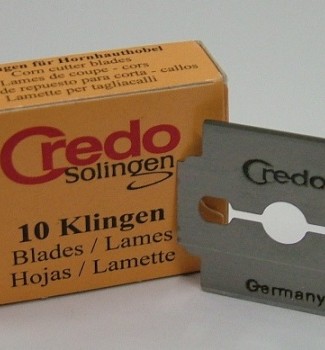 ngen für Hornhauthobel
Corn cutter blades
Lames de coupe - cors
de repuesto para corta - callos
Lamette per tagliacalli
Credo
Solingen
10 Klingen
Blades / Lames
Hojas / Lamette
Credo
Germany